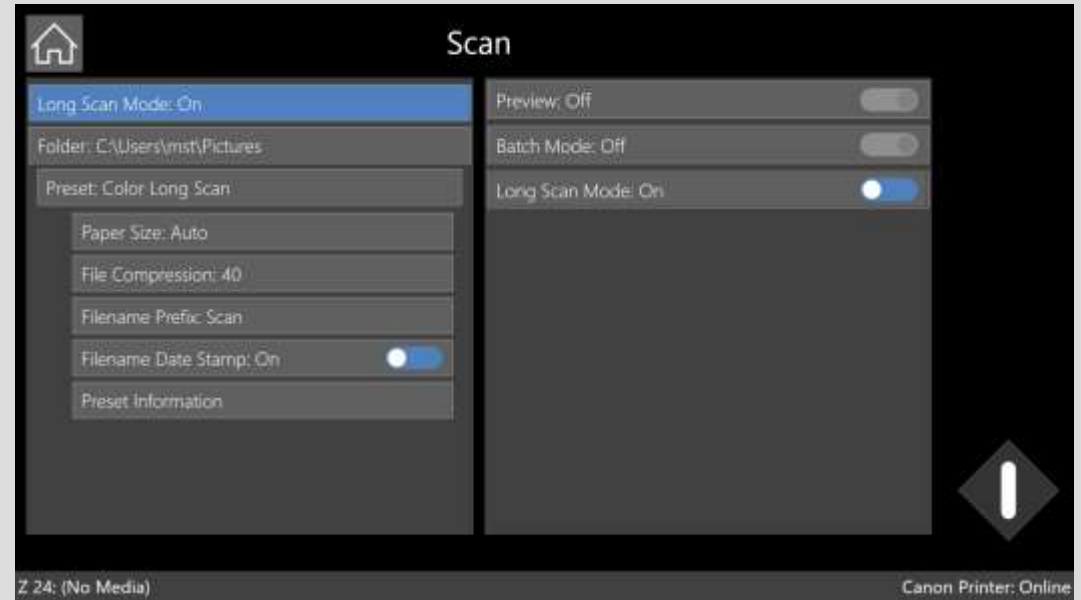 Scan
Long Scan Mode: On
Folder: C:\Users\mst\Pictures
Preset: Color Long Scan
Paper Size: Auto
File Compression: 40
Filename Prefix: Scan
Filename Date Stamp: On
Preset Information
Preview: Off
Batch Mode: Off
Long Scan Mode: On
Z 24: (No Media)
Canon Printer: Online